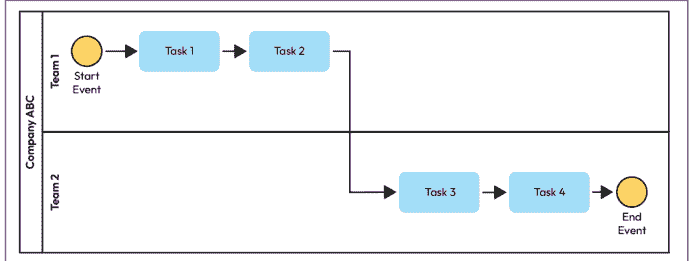 Company ABC
Team 1
Start
Event
Task 1
Task 2
Team 2
Task 3
Task 4
End
Event